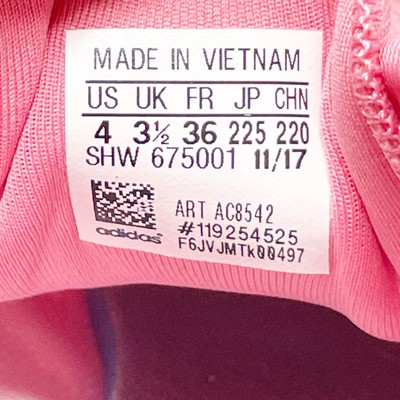 MADE IN VIETNAM
US UK FR JP CHN
4 3½ 36 225 220
SHW 675001 11/17
ART AC8542
adidas #119254525
F6JVJMTk00497